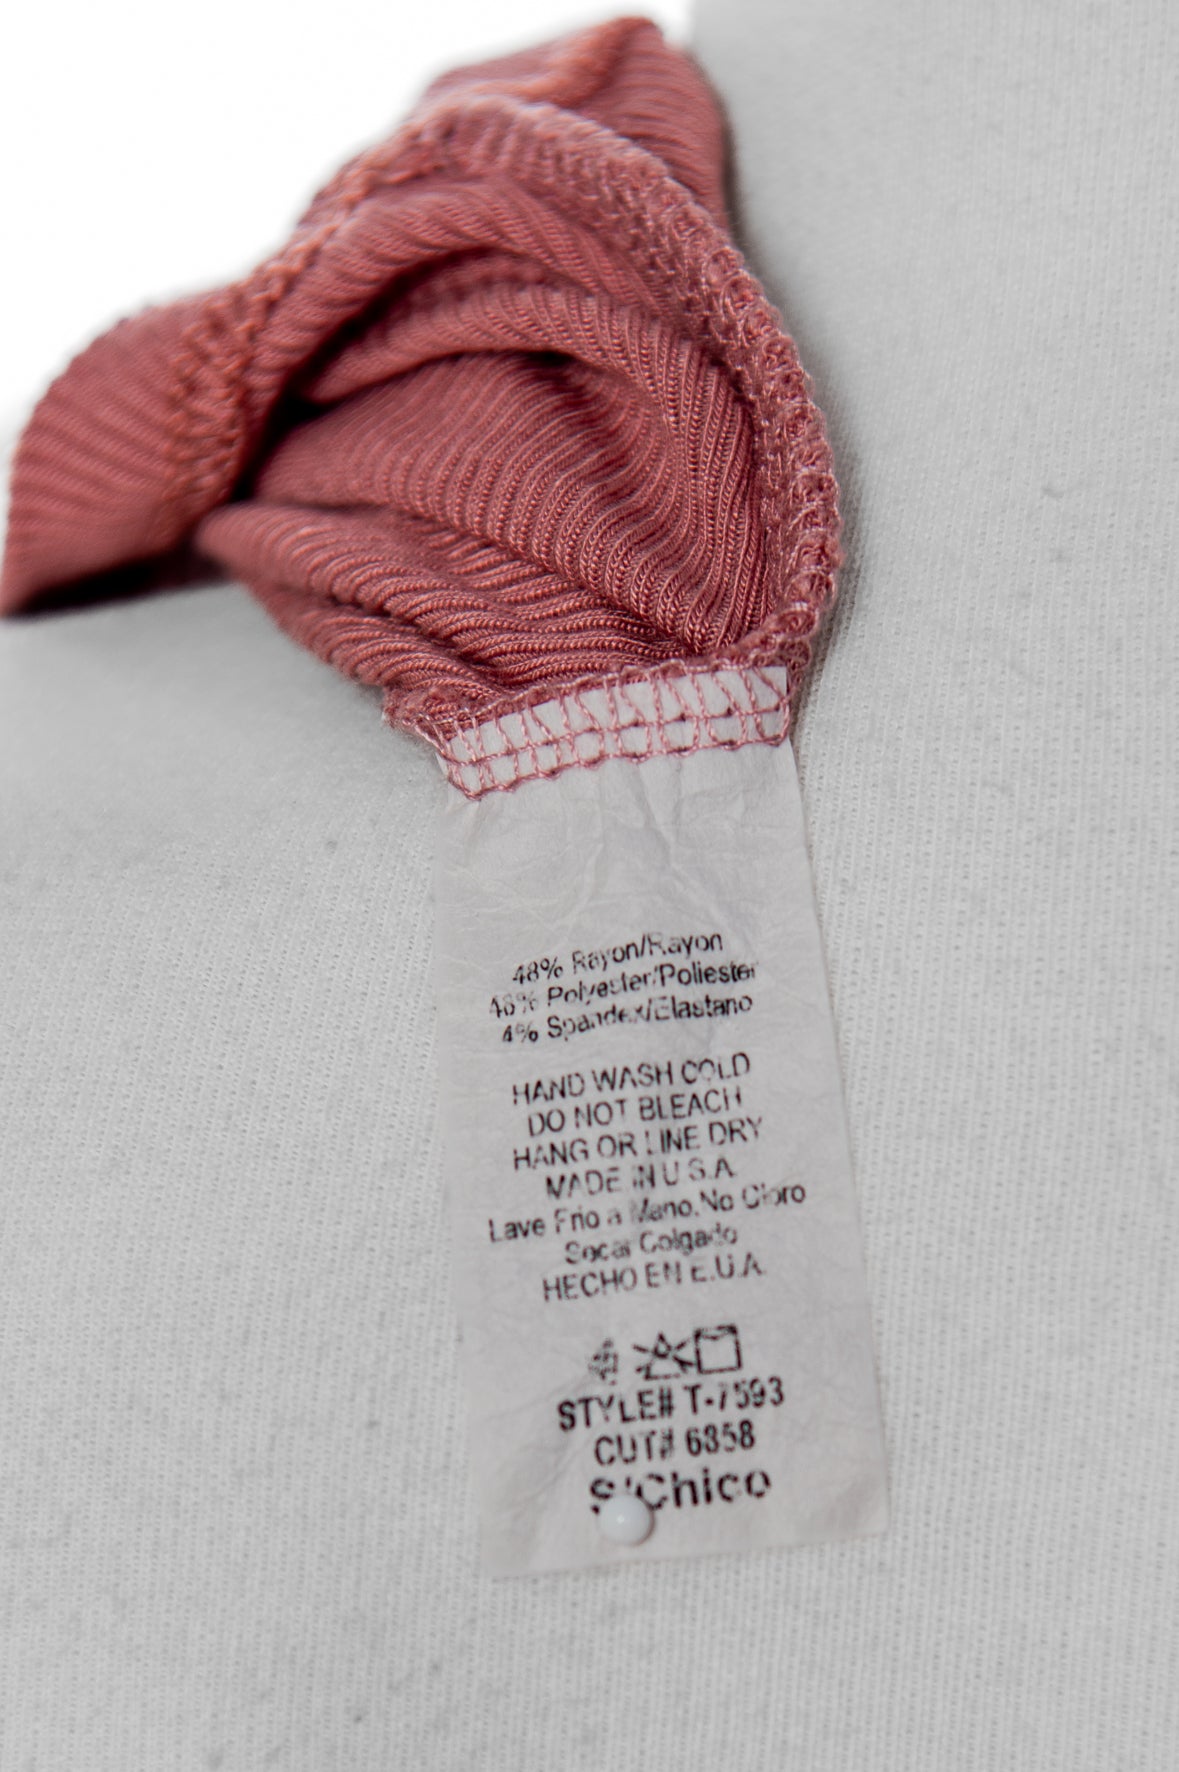 48% Rayon/Rayon
48% Polyester/Poliester
4% Spandex/Elastano
HAND WASH COLD
DO NOT BLEACH
HANG OR LINE DRY
MADE IN U.S.A.
Lave Frio a Mano, No Cloro
Secar Colgado
HECHO EN E.U.A.
STYLE# T-7593
CUT# 6358
S/Chico